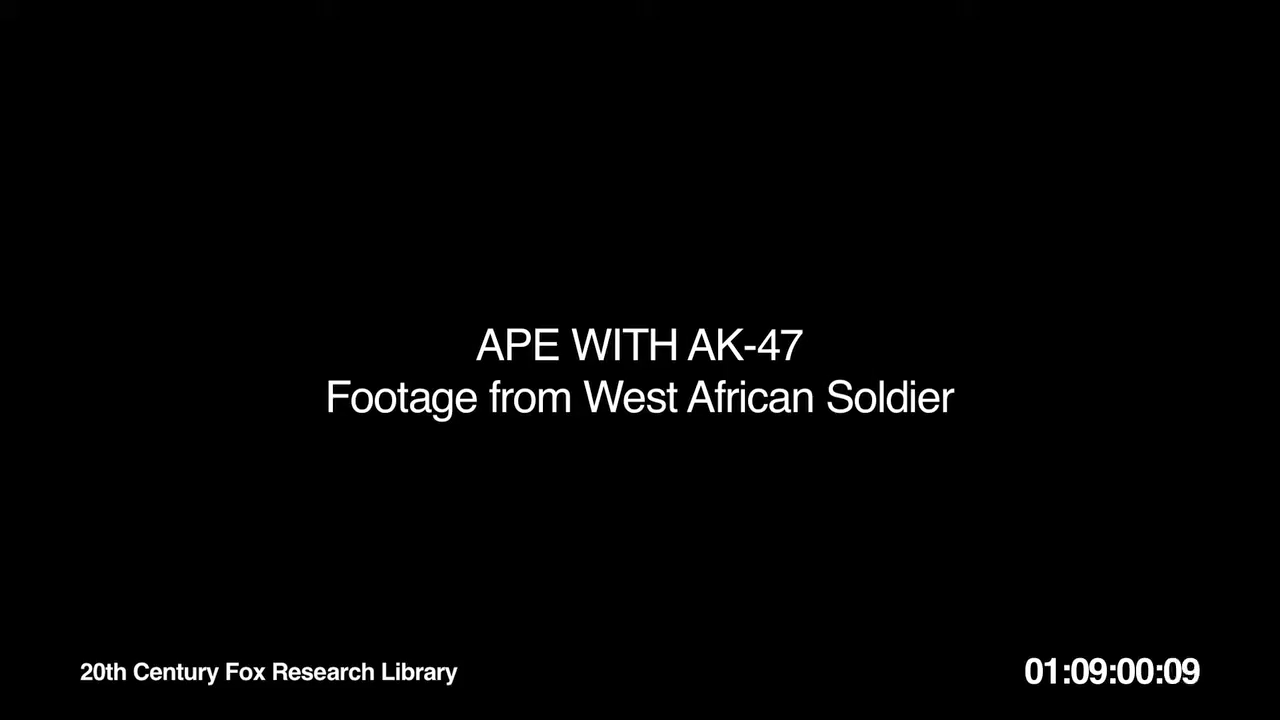 APE WITH AK-47
Footage from West African Soldier
20th Century Fox Research Library
01:09:00:09